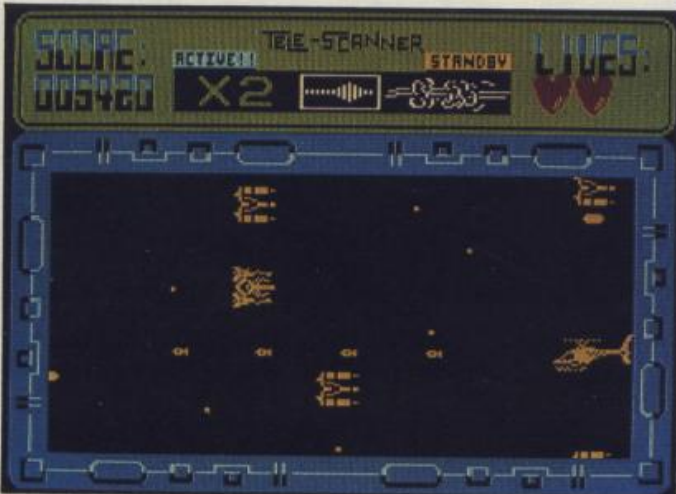 SCORE:
TELE-SCANNER
LIVES:
ACTIVE!!
STANDBY
005420
X2